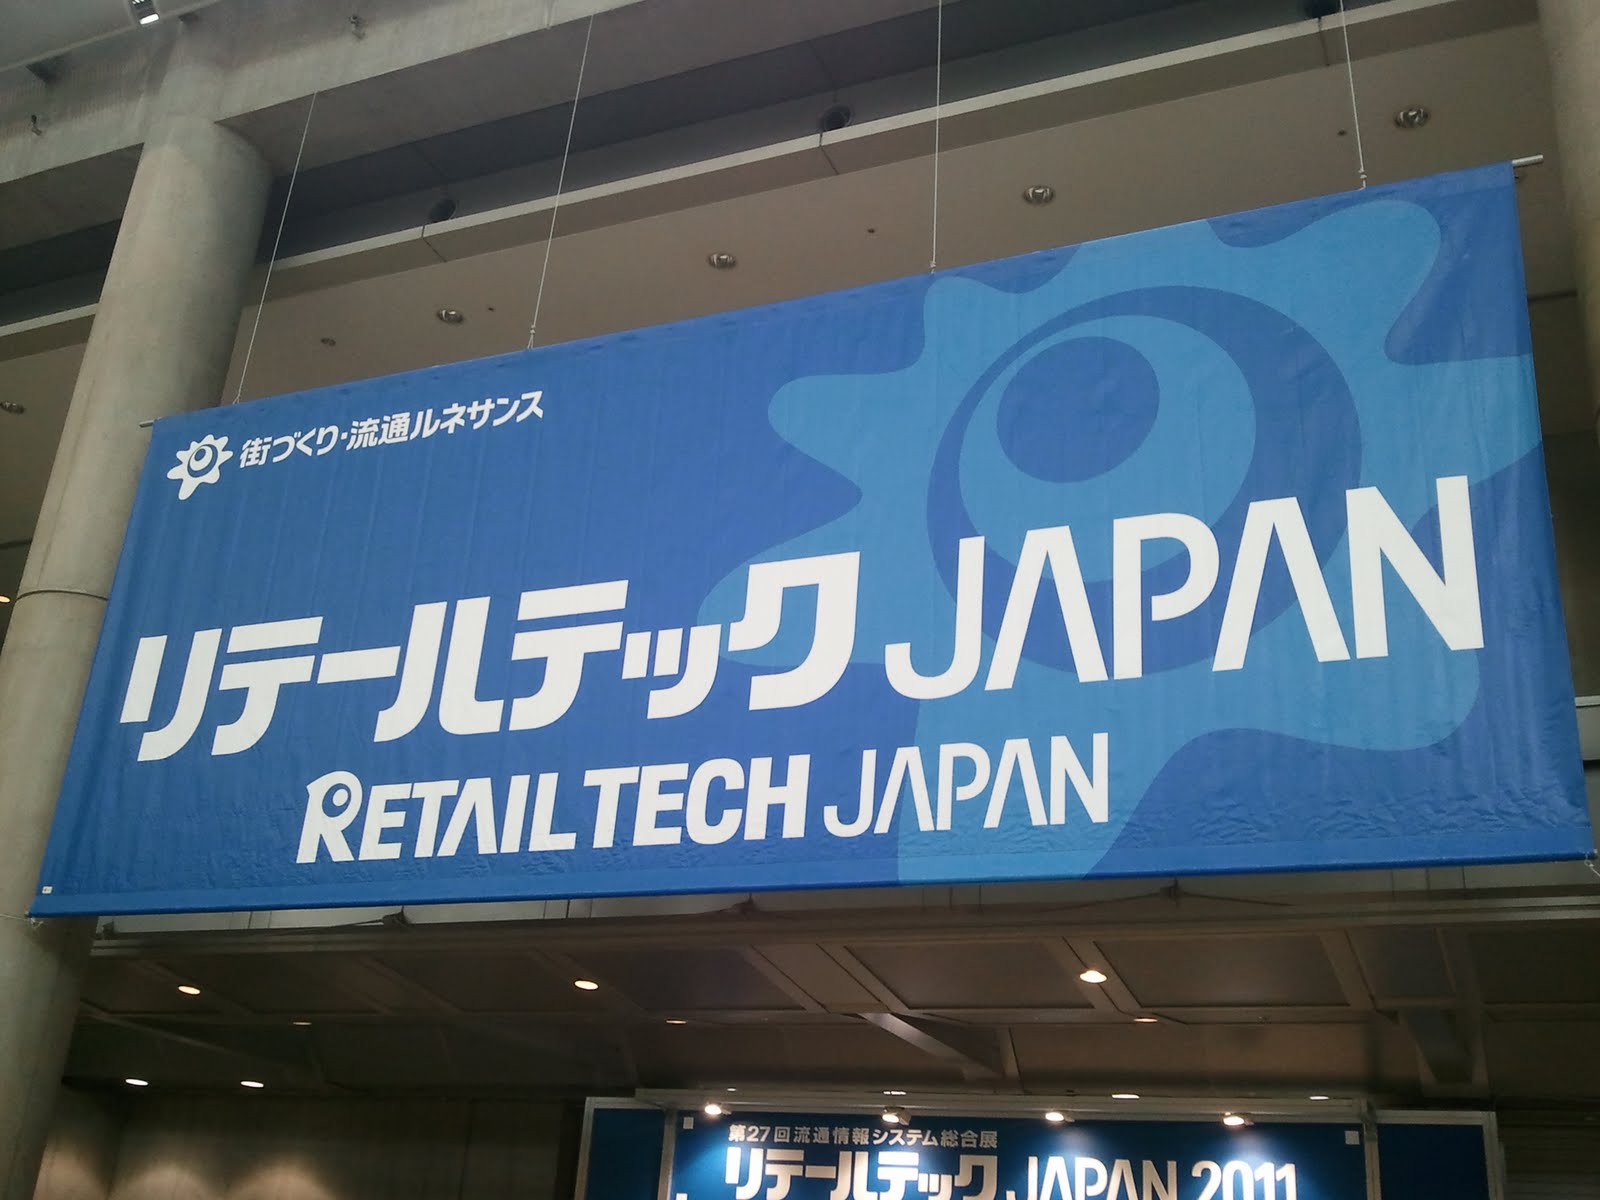 街づくり・流通ルネサンス
リテールテック JAPAN
RETAILTECH JAPAN
第27回流通情報システム総合展
リテールテック JAPAN 2011